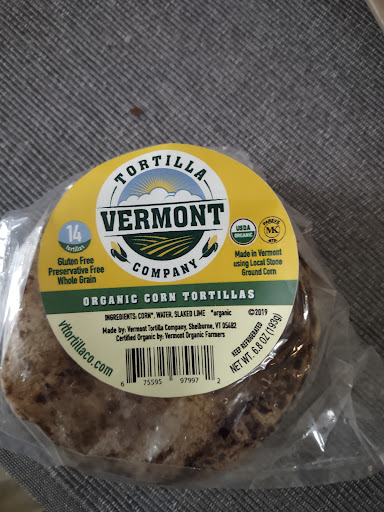 TORTILLA
VERMONT
COMPANY
14
tortillas
Gluten Free
Preservative Free
Whole Grain
USDA
ORGANIC
MK
Made in Vermont
using Local Stone
Ground Corn
ORGANIC CORN TORTILLAS
INGREDIENTS: CORN*, WATER, SLAKED LIME *organic
©2019
Made by: Vermont Tortilla Company, Shelburne, VT 05482
Certified Organic by: Vermont Organic Farmers
KEEP REFRIGERATED
NET WT. 6.8 OZ (193g)
vtortillaco.com
6 75595 97997 2